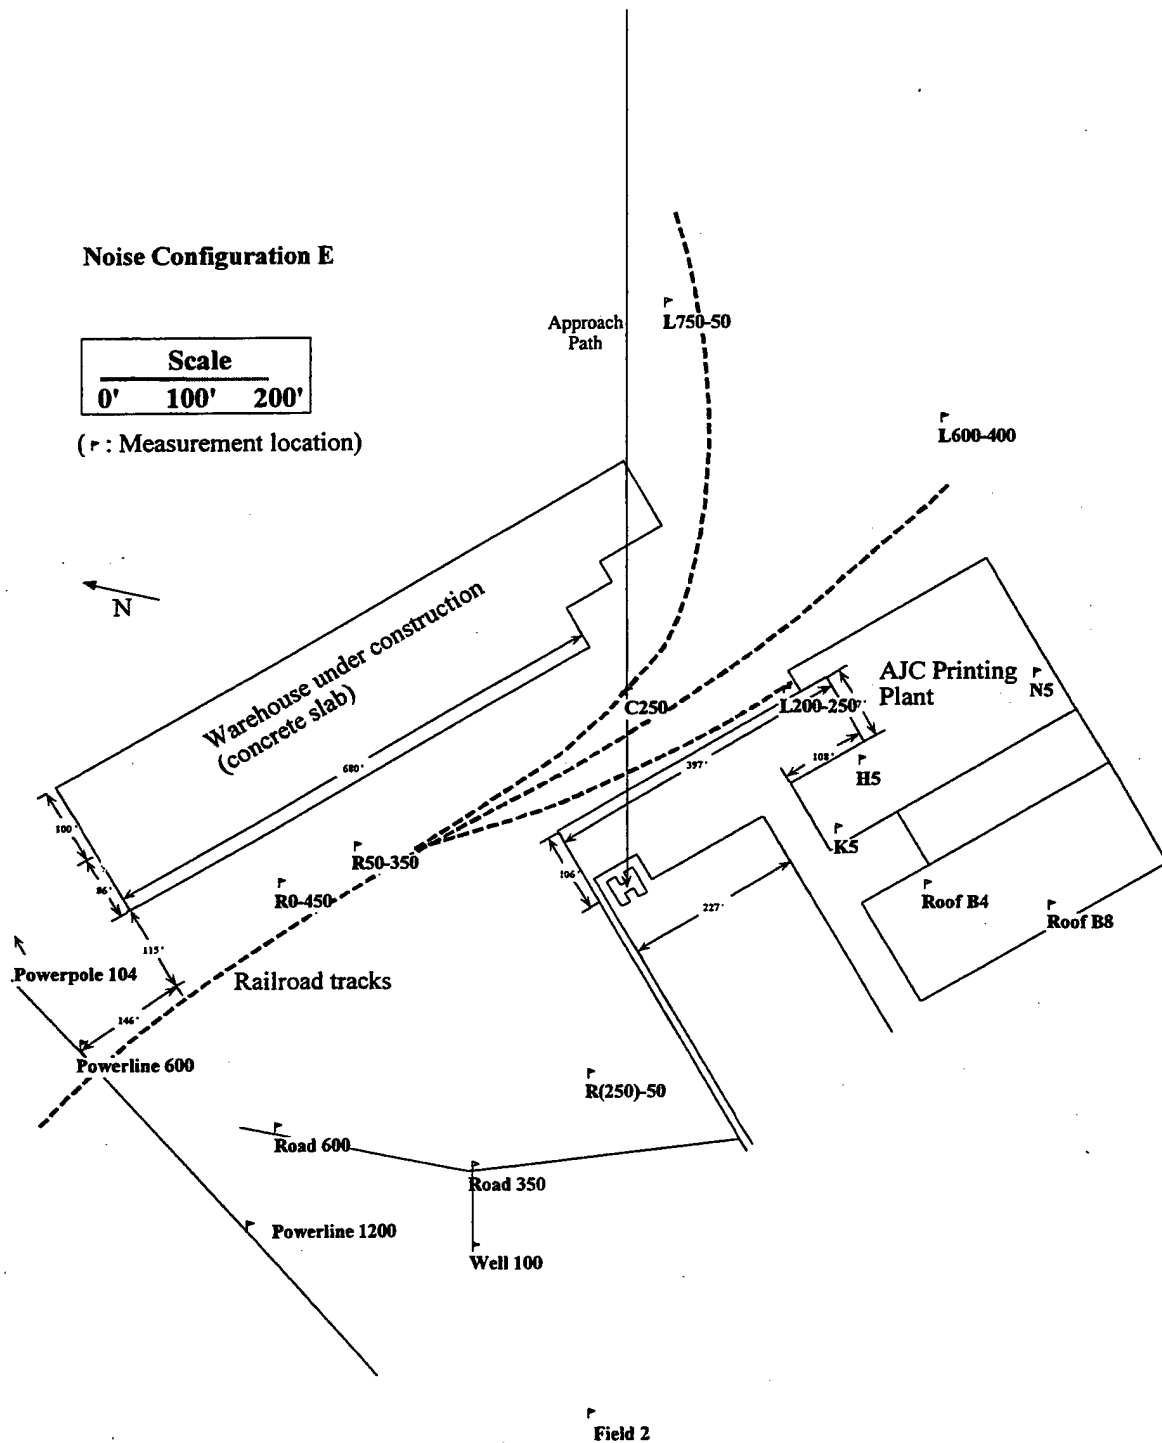 Noise Configuration E
Scale
0' 100' 200'
( : Measurement location)
Approach
Path
L750-50
L600-400
N
Warehouse under construction
(concrete slab)
680'
C250
L200-250
AJC Printing
Plant
N5
397'
108'
H5
100'
86'
R50-350
K5
R0-450
106'
Roof B4
227'
Roof B8
115'
Powerpole 104
Railroad tracks
146'
Powerline 600
R(250)-50
Road 600
Road 350
Powerline 1200
Well 100
Field 2
H